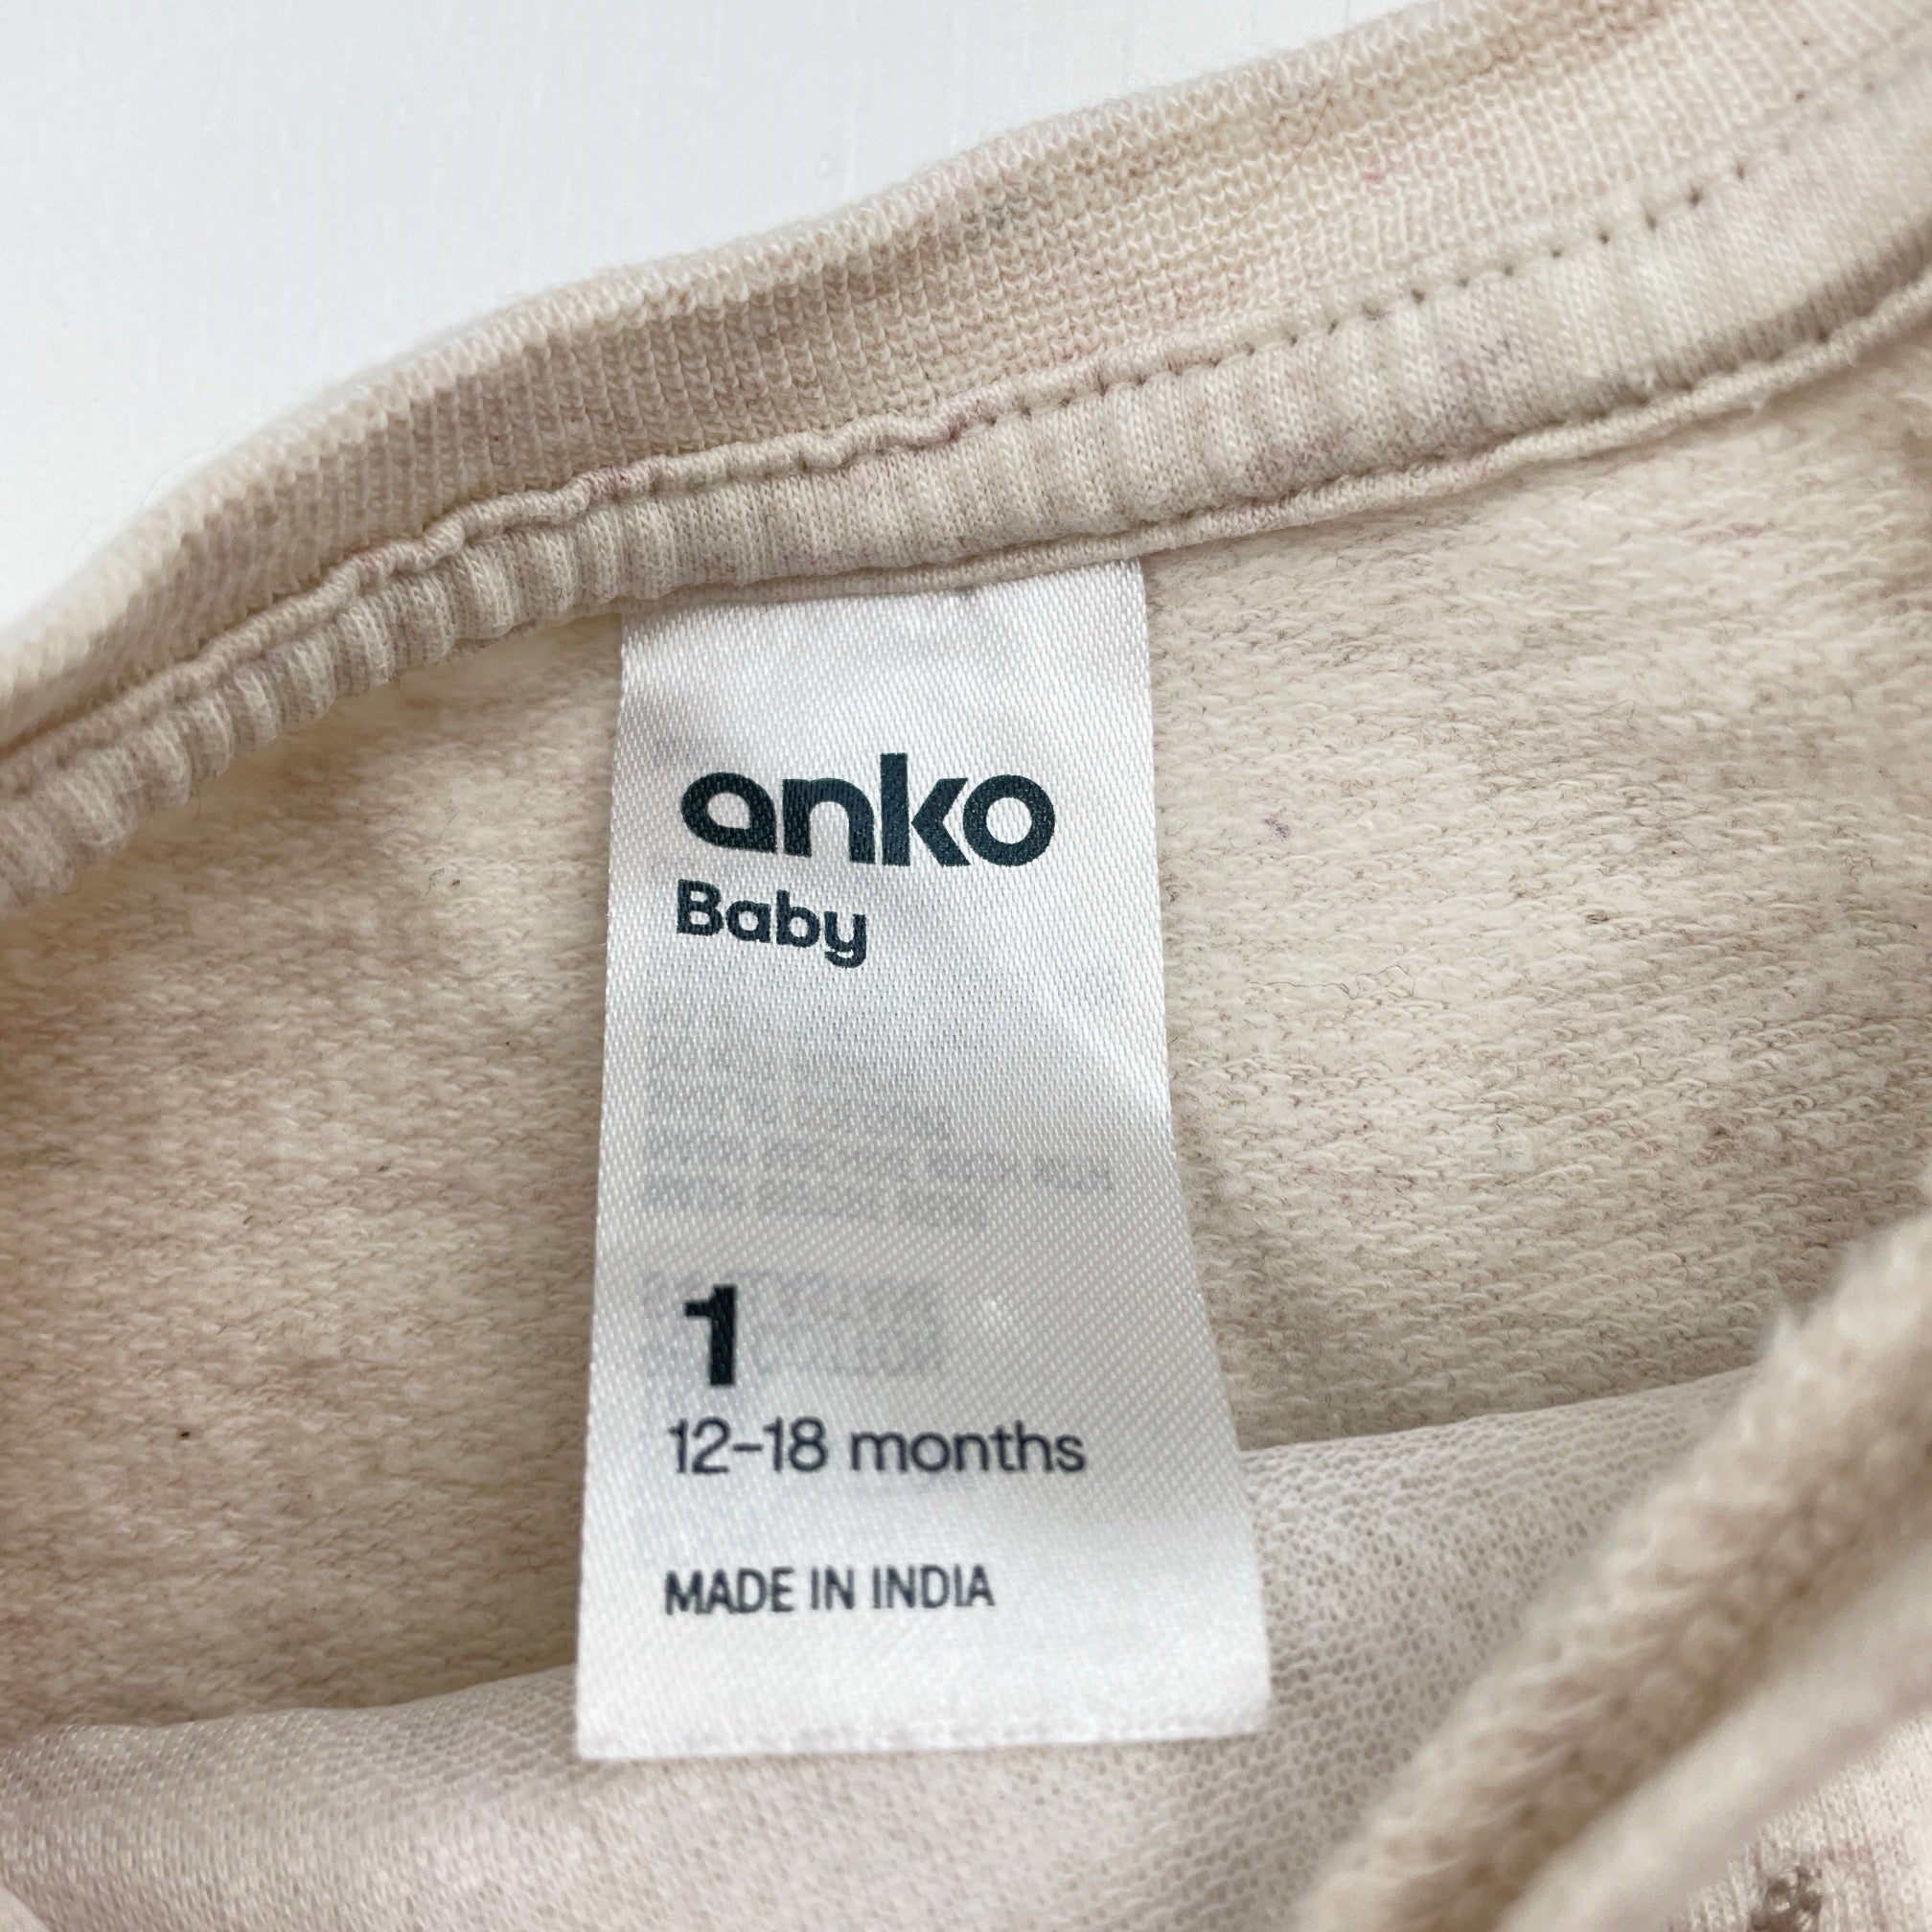 anko
Baby
1
12-18 months
MADE IN INDIA